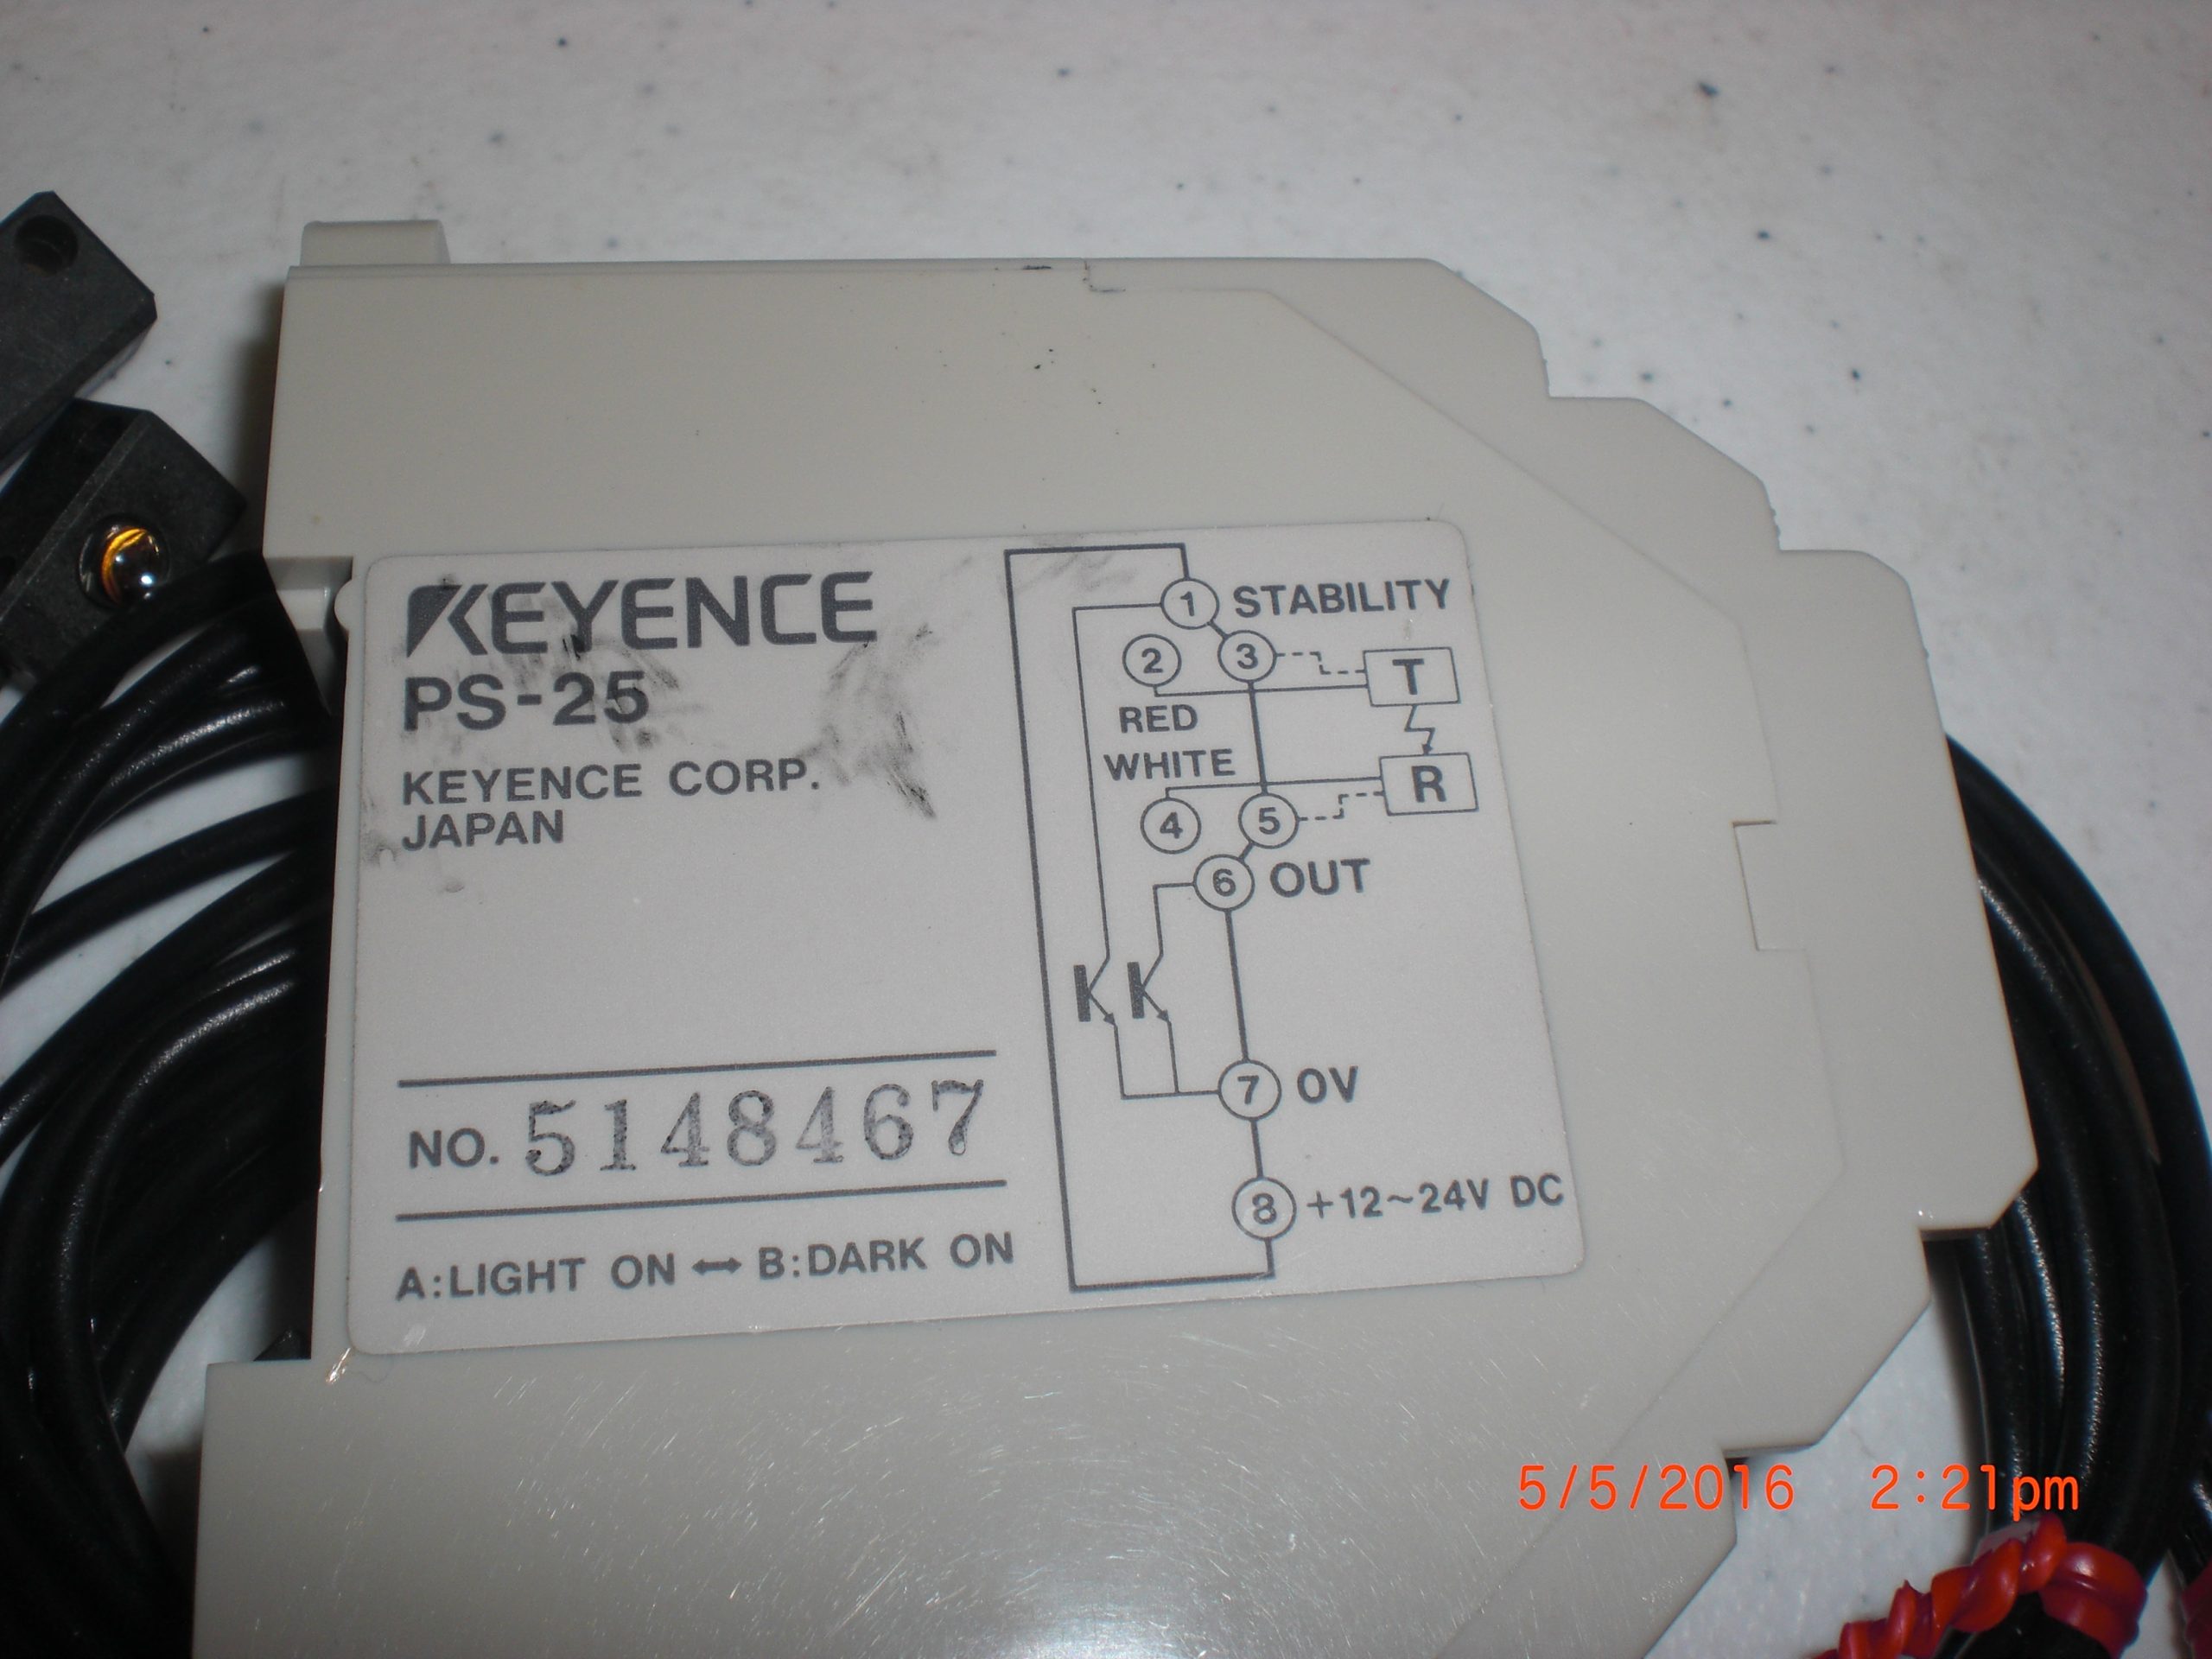 KEYENCE
PS-25
KEYENCE CORP.
JAPAN
NO. 5148467
A:LIGHT ON ↔ B:DARK ON
1 STABILITY
2 3 T
RED
WHITE
R
4 5
6 OUT
7 0V
8 +12~24V DC
5/5/2016 2:21pm